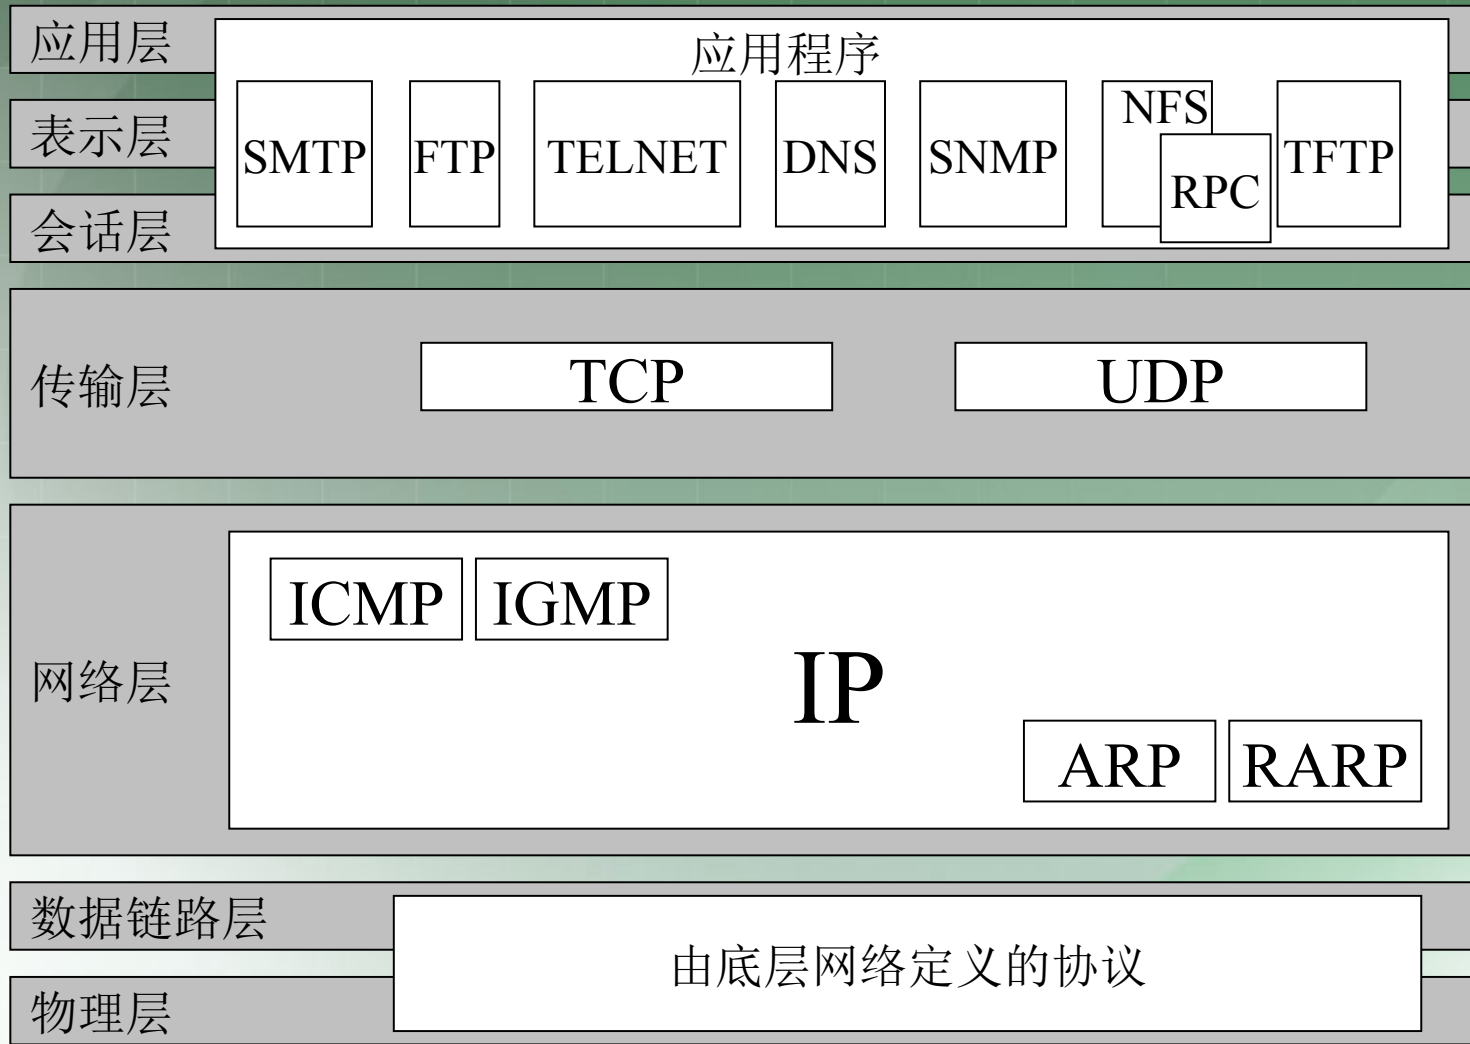 应用层
应用程序
表示层
SMTP
FTP
TELNET
DNS
SNMP
NFS
RPC
TFTP
会话层
传输层
TCP
UDP
网络层
ICMP
IGMP
IP
ARP
RARP
数据链路层
由底层网络定义的协议
物理层